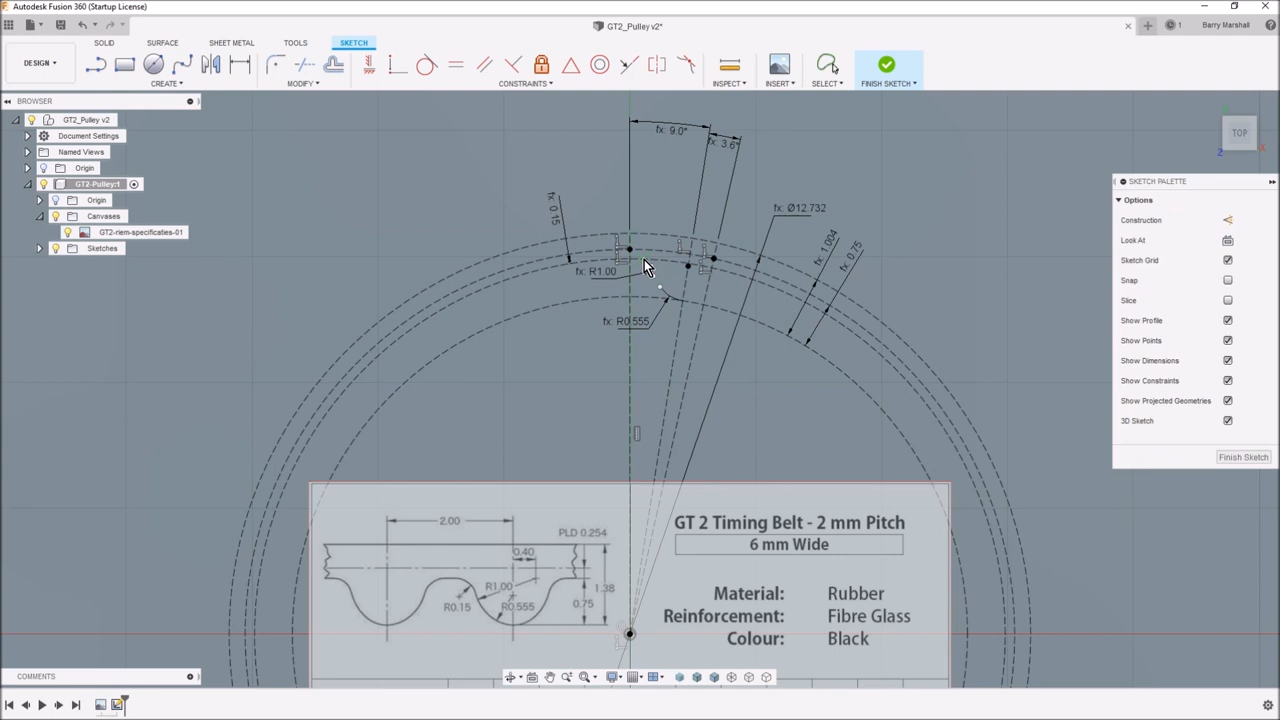 Autodesk Fusion 360 (Startup License)
GT2_Pulley v2*
1
Barry Marshall
DESIGN
SOLID
SURFACE
SHEET METAL
TOOLS
SKETCH
CREATE
MODIFY
CONSTRAINTS
INSPECT
INSERT
SELECT
FINISH SKETCH
BROWSER
GT2_Pulley v2
Document Settings
Named Views
Origin
GT2-Pulley:1
Origin
Canvases
GT2-riem-specificaties-01
Sketches
fx: 9.0°
fx: 3.6°
fx: 0.15
fx: Ø12.732
fx: R1.00
fx: R0.555
fx: 0.75
TOP
X
Z
SKETCH PALETTE
Options
Construction
Look At
Sketch Grid
Snap
Slice
Show Profile
Show Points
Show Dimensions
Show Constraints
Show Projected Geometries
3D Sketch
Finish Sketch
2.00
PLD 0.254
0.40
R1.00
1.38
R0.15
R0.555
0.75
GT 2 Timing Belt - 2 mm Pitch
6 mm Wide
Material: Rubber
Reinforcement: Fibre Glass
Colour: Black
COMMENTS